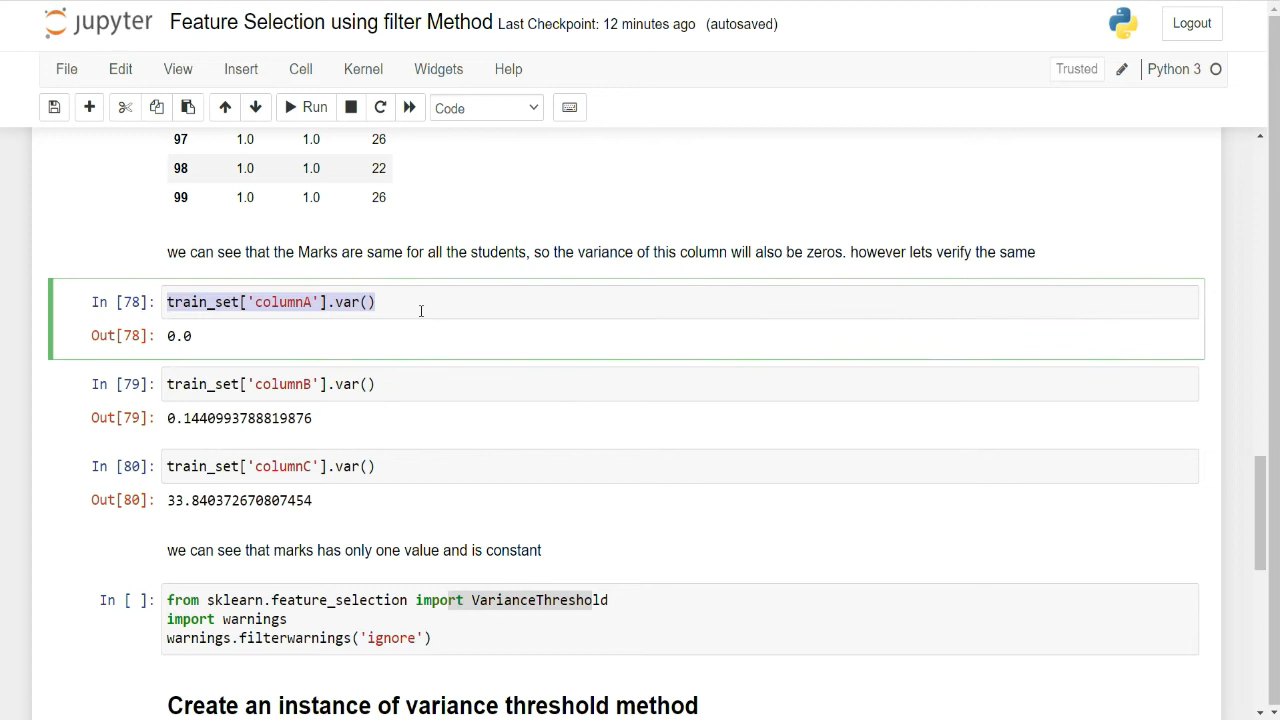 jupyter Feature Selection using filter Method Last Checkpoint: 12 minutes ago (autosaved) Logout
File Edit View Insert Cell Kernel Widgets Help Trusted Python 3
Run Code
97 1.0 1.0 26
98 1.0 1.0 22
99 1.0 1.0 26
we can see that the Marks are same for all the students, so the variance of this column will also be zeros. however lets verify the same
In [78]: train_set['columnA'].var()
Out[78]: 0.0
In [79]: train_set['columnB'].var()
Out[79]: 0.1440993788819876
In [80]: train_set['columnC'].var()
Out[80]: 33.840372670807454
we can see that marks has only one value and is constant
In [ ]: from sklearn.feature_selection import VarianceThreshold
import warnings
warnings.filterwarnings('ignore')
Create an instance of variance threshold method